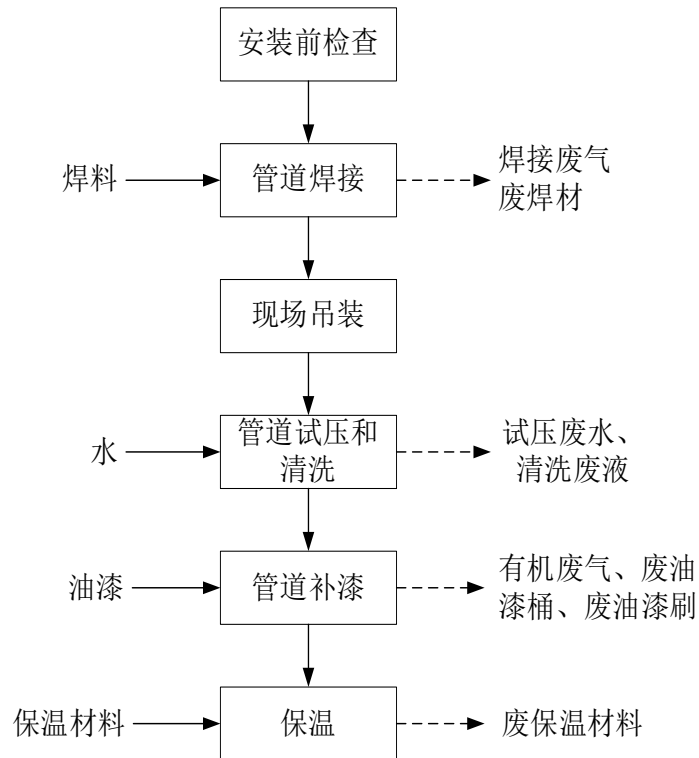 安装前检查
焊料
管道焊接
焊接废气
废焊材
现场吊装
水
管道试压和
清洗
试压废水、
清洗废液
油漆
管道补漆
有机废气、废油
漆桶、废油漆刷
保温材料
保温
废保温材料